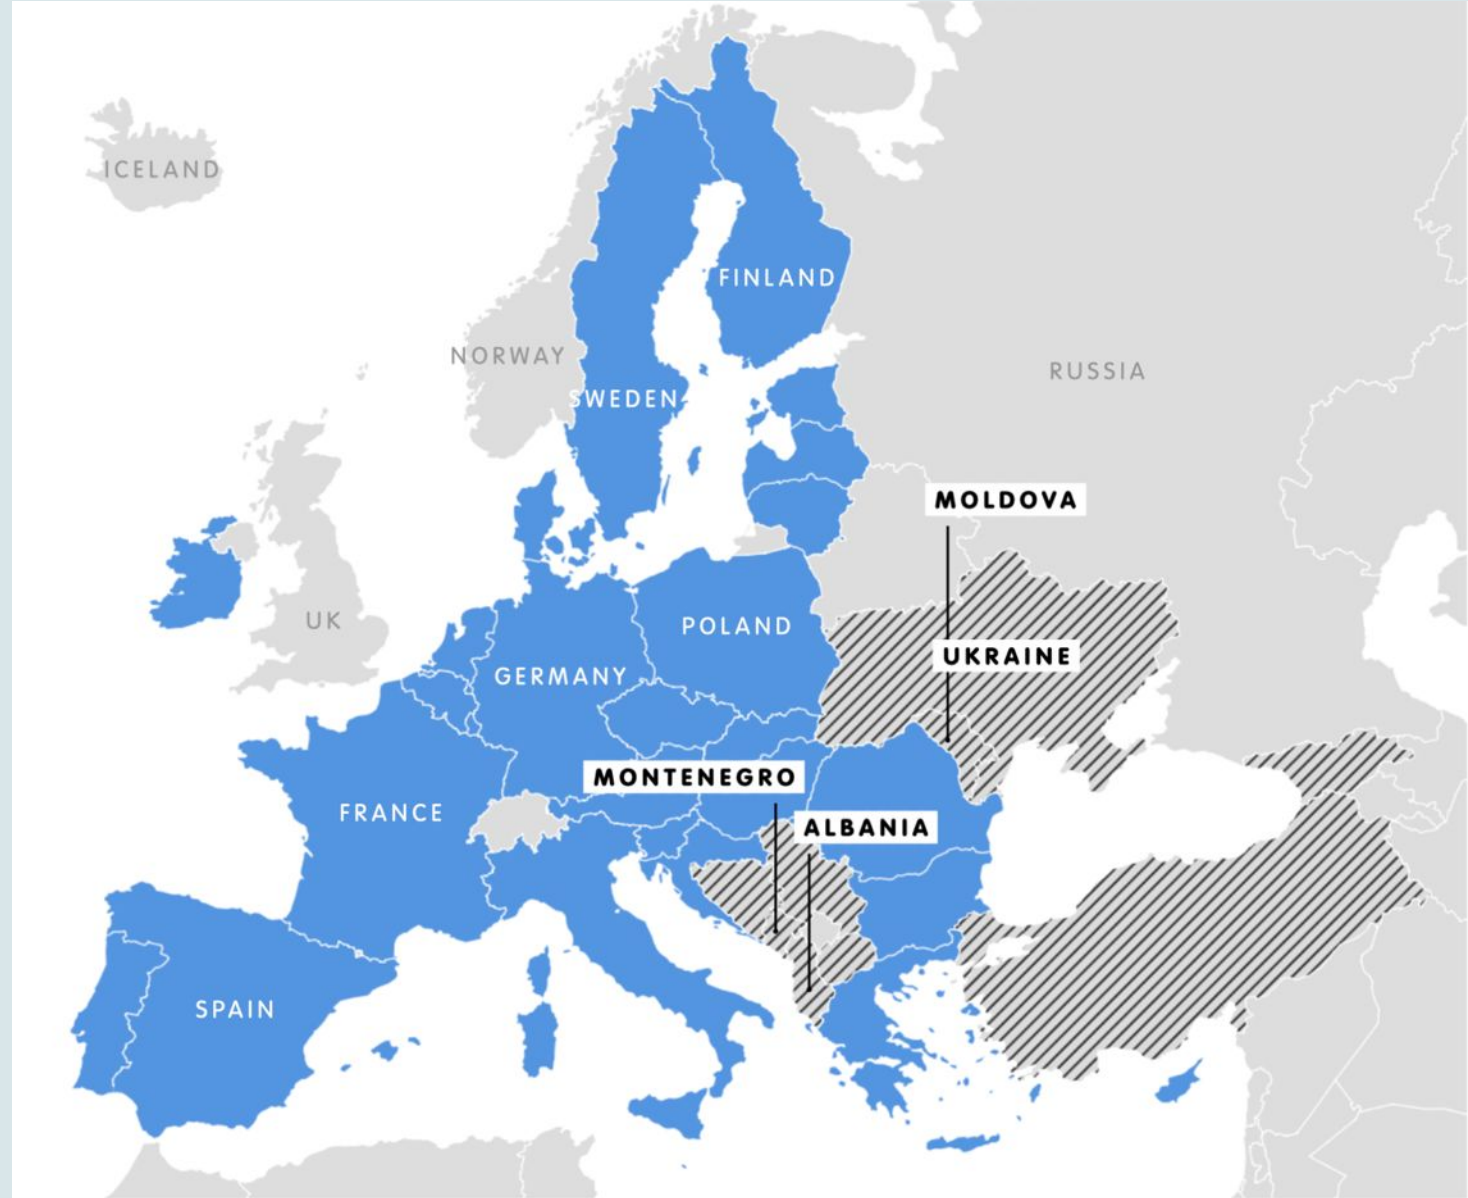 ICELAND
FINLAND
NORWAY
RUSSIA
SWEDEN
MOLDOVA
UK
POLAND
UKRAINE
GERMANY
MONTENEGRO
FRANCE
ALBANIA
SPAIN